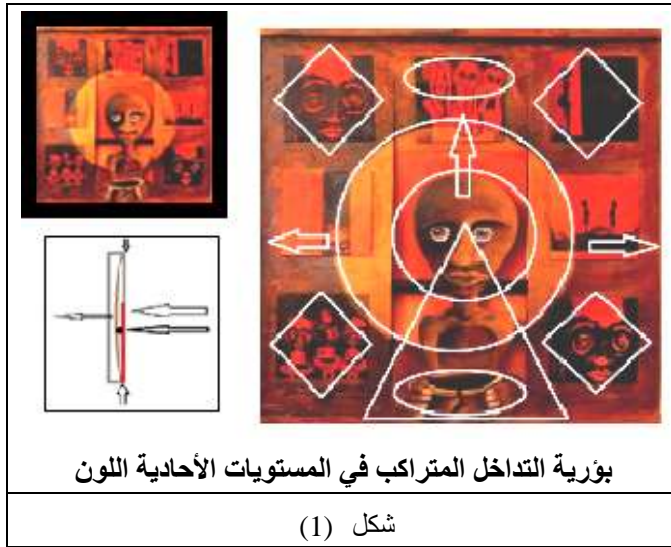 بؤرية التداخل المتراكب في المستويات الأحادية اللون
شكل (1)